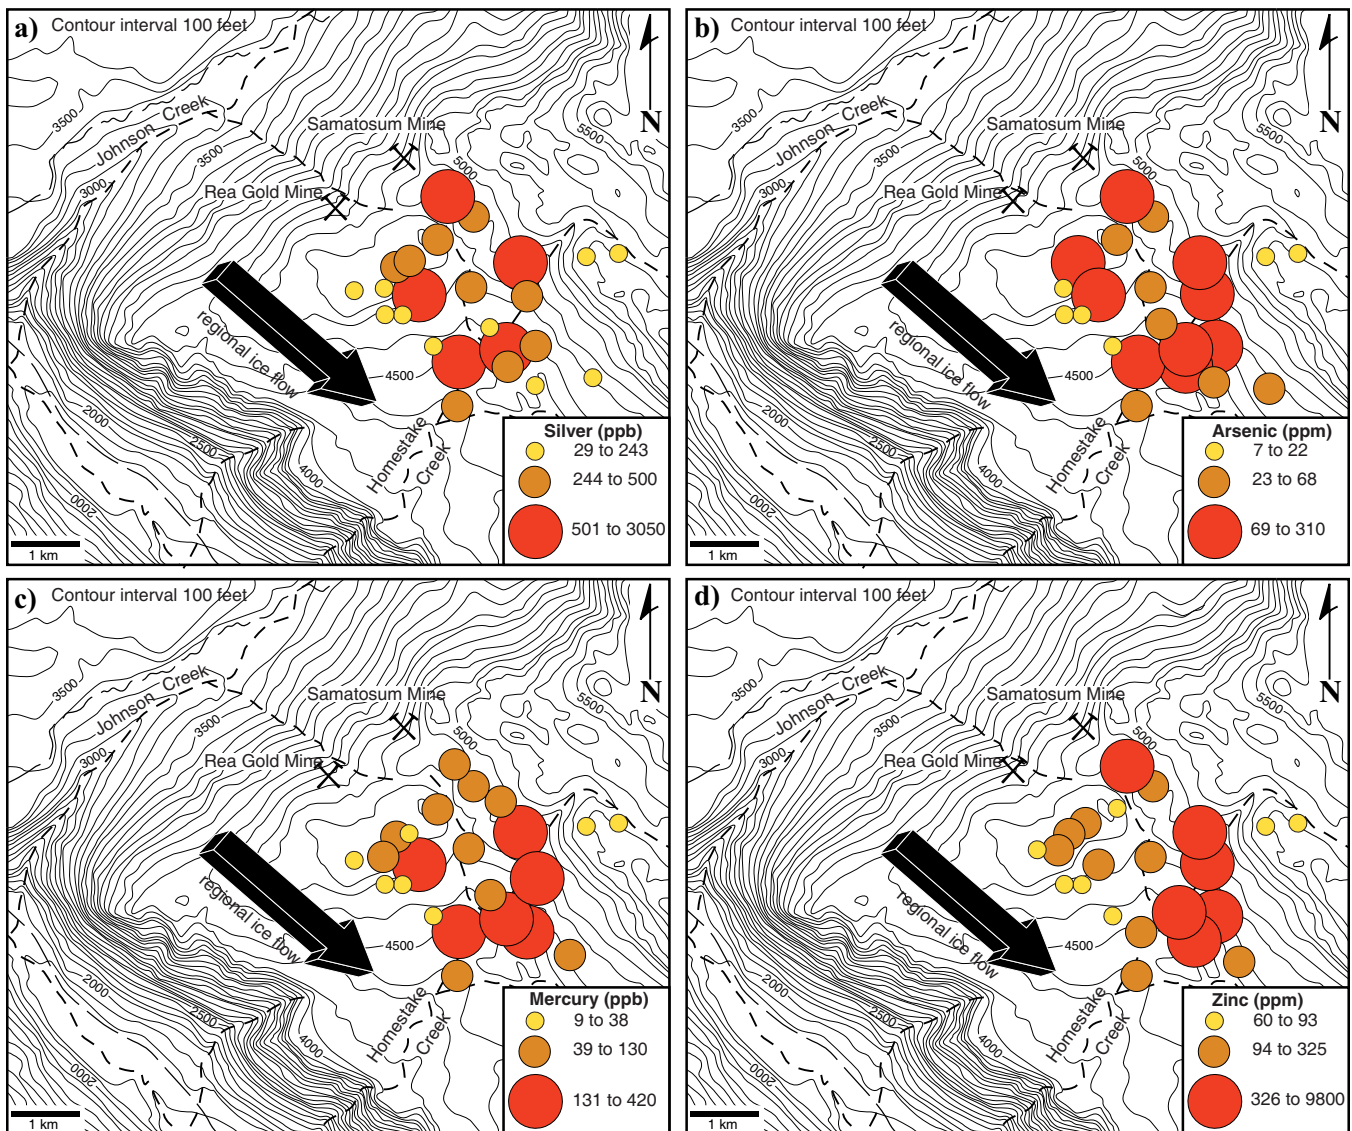 a) Contour interval 100 feet
N
3500
Johnson Creek
3000
3500
Samatosum Mine
5000
5500
Rea Gold Mine
regional ice flow
4500
2000
2500
4000
2000
Homestake
Creek
1 km
Silver (ppb)
29 to 243
244 to 500
501 to 3050
b) Contour interval 100 feet
N
3500
Johnson Creek
3000
3500
Samatosum Mine
5000
5500
Rea Gold Mine
regional ice flow
4500
2000
2500
4000
2000
Homestake
Creek
1 km
Arsenic (ppm)
7 to 22
23 to 68
69 to 310
c) Contour interval 100 feet
N
3500
Johnson Creek
3000
3500
Samatosum Mine
5000
5500
Rea Gold Mine
regional ice flow
4500
2000
2500
4000
2000
Homestake
Creek
1 km
Mercury (ppb)
9 to 38
39 to 130
131 to 420
d) Contour interval 100 feet
N
3500
Johnson Creek
3000
3500
Samatosum Mine
5000
5500
Rea Gold Mine
regional ice flow
4500
2000
2500
4000
2000
Homestake
Creek
1 km
Zinc (ppm)
60 to 93
94 to 325
326 to 9800